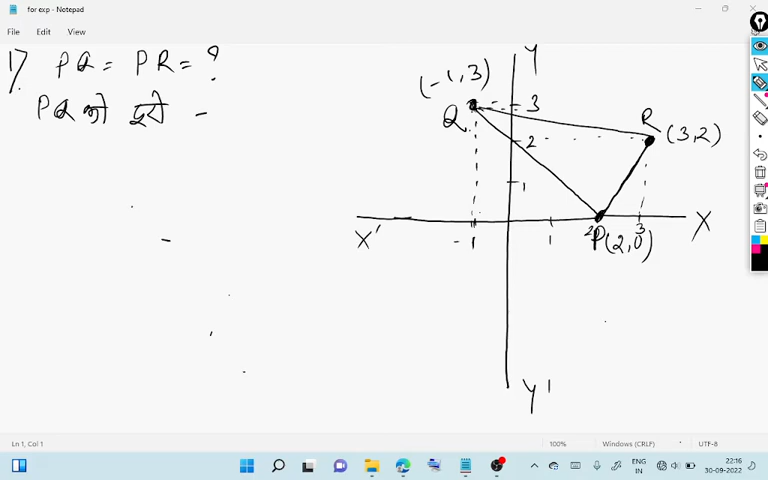 for exp - Notepad
File Edit View
17 PQ = PR = ?
PQ की दूरी -
Y
(-1,3)
Q
3
R
(3,2)
2
1
X' -1 1 2 P(2,0) 3 X
Y'
Ln 1, Col 1 100% Windows (CRLF) UTF-8
ENG
IN
22:16
30-09-2022